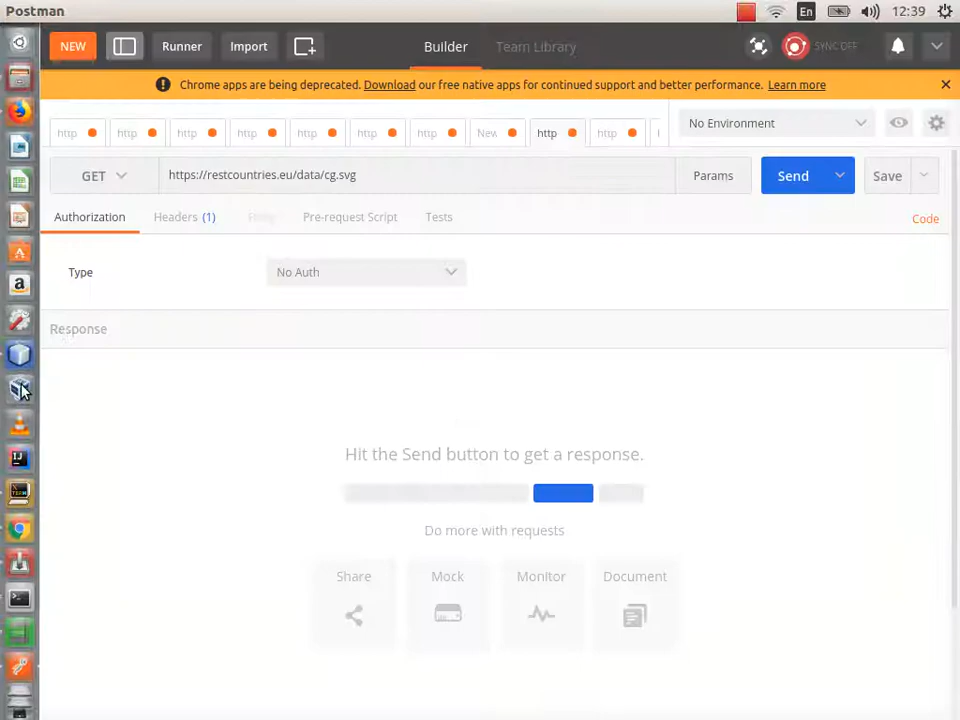 Postman
En
12:39
NEW
Runner
Import
Builder
Team Library
SYNC OFF
Chrome apps are being deprecated. Download our free native apps for continued support and better performance. Learn more
http
http
http
http
http
http
http
New
http
http
No Environment
GET
https://restcountries.eu/data/cg.svg
Params
Send
Save
Authorization
Headers (1)
Body
Pre-request Script
Tests
Code
Type
No Auth
Response
Hit the Send button to get a response.
Do more with requests
Share
Mock
Monitor
Document